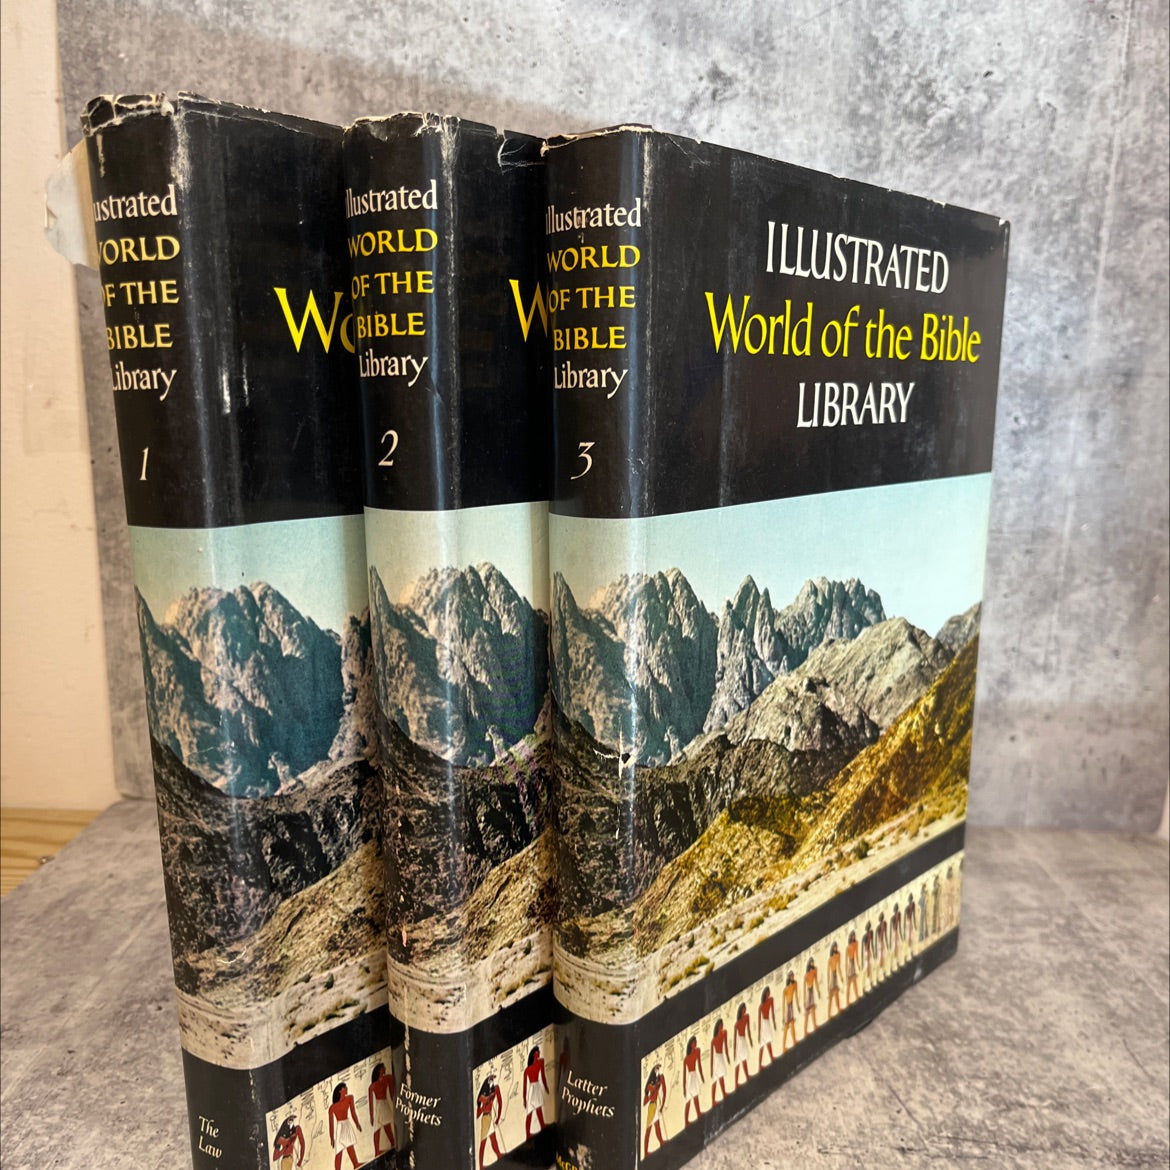 ustrated
WORLD
OF THE
BIBLE
Library
1
The
Law
Wo
Illustrated
WORLD
OF THE
BIBLE
Library
2
Former
Prophets
W
Illustrated
WORLD
OF THE
BIBLE
Library
3
Latter
Prophets
ILLUSTRATED
World of the Bible
LIBRARY